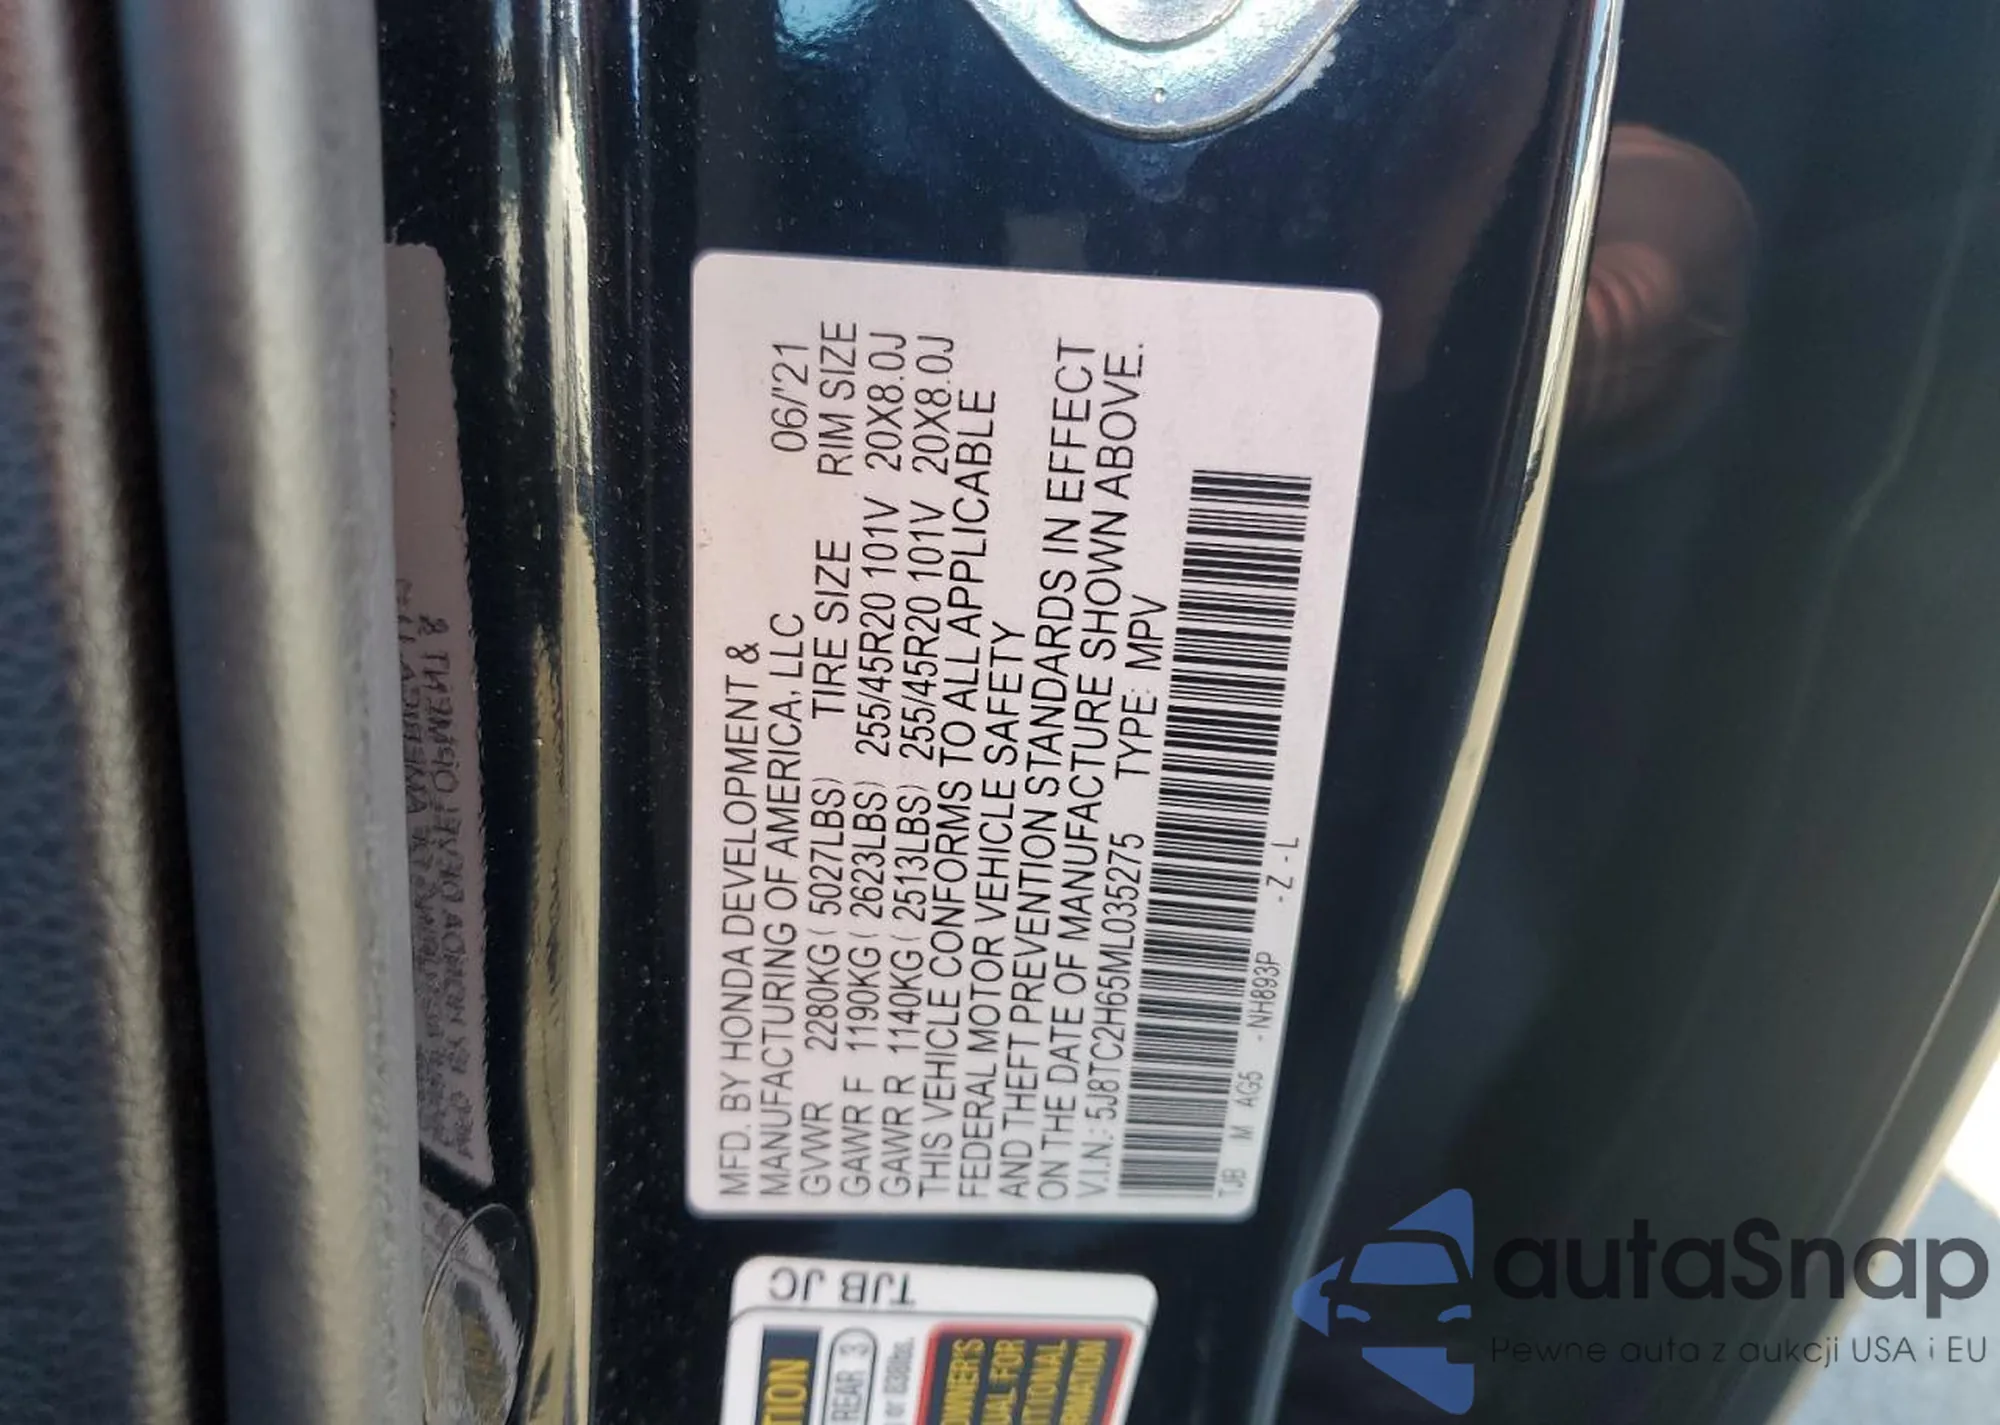 MFD. BY HONDA DEVELOPMENT &
MANUFACTURING OF AMERICA, LLC 06/'21
GVWR 2280KG ( 5027LBS) TIRE SIZE RIM SIZE
GAWR F 1190KG ( 2623LBS) 255/45R20 101V 20X8.0J
GAWR R 1140KG ( 2513LBS) 255/45R20 101V 20X8.0J
THIS VEHICLE CONFORMS TO ALL APPLICABLE
FEDERAL MOTOR VEHICLE SAFETY
AND THEFT PREVENTION STANDARDS IN EFFECT
ON THE DATE OF MANUFACTURE SHOWN ABOVE.
V.I.N.: 5J8TC2H65ML035275 TYPE: MPV
TJB M AG5 - NH893P - Z - L
TJB JC
REAR 3
autaSnap
Pewne auta z aukcji USA i EU